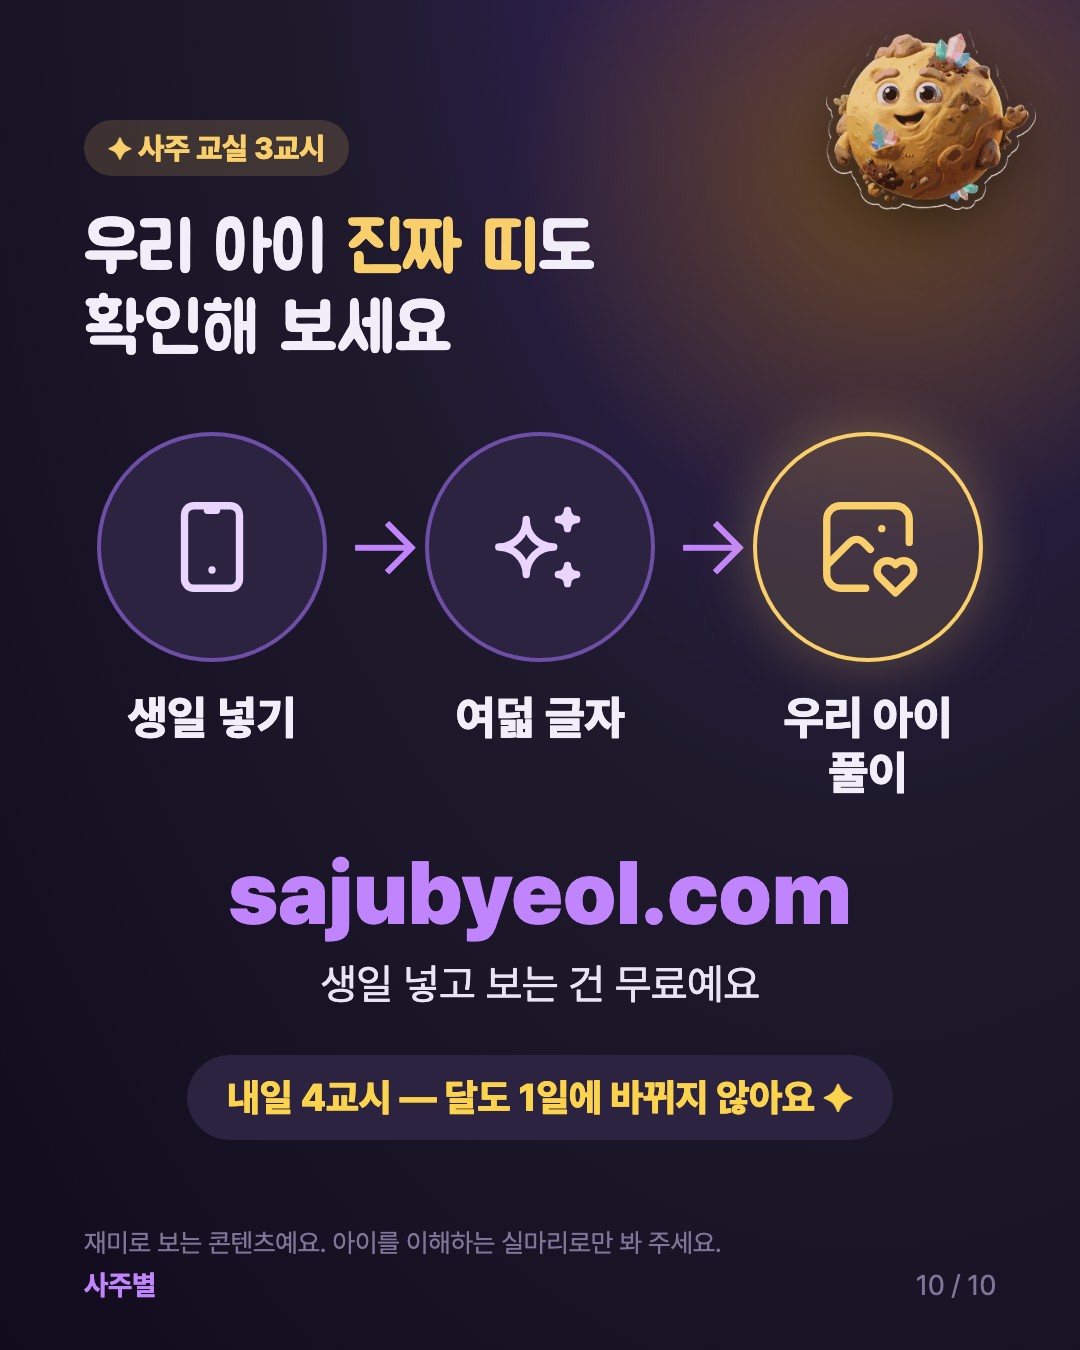 ✦ 사주 교실 3교시
우리 아이 진짜 띠도
확인해 보세요
생일 넣기
여덟 글자
우리 아이
풀이
sajubyeol.com
생일 넣고 보는 건 무료예요
내일 4교시 — 달도 1일에 바뀌지 않아요 ✦
재미로 보는 콘텐츠예요. 아이를 이해하는 실마리로만 봐 주세요.
사주별
10 / 10